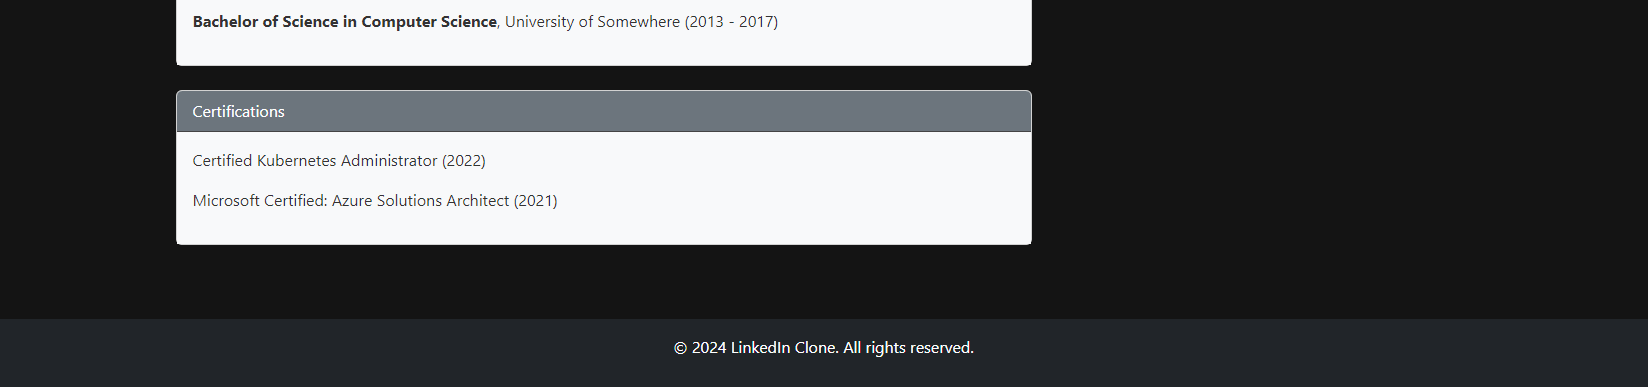 Bachelor of Science in Computer Science, University of Somewhere (2013 - 2017)
Certifications
Certified Kubernetes Administrator (2022)
Microsoft Certified: Azure Solutions Architect (2021)
© 2024 LinkedIn Clone. All rights reserved.